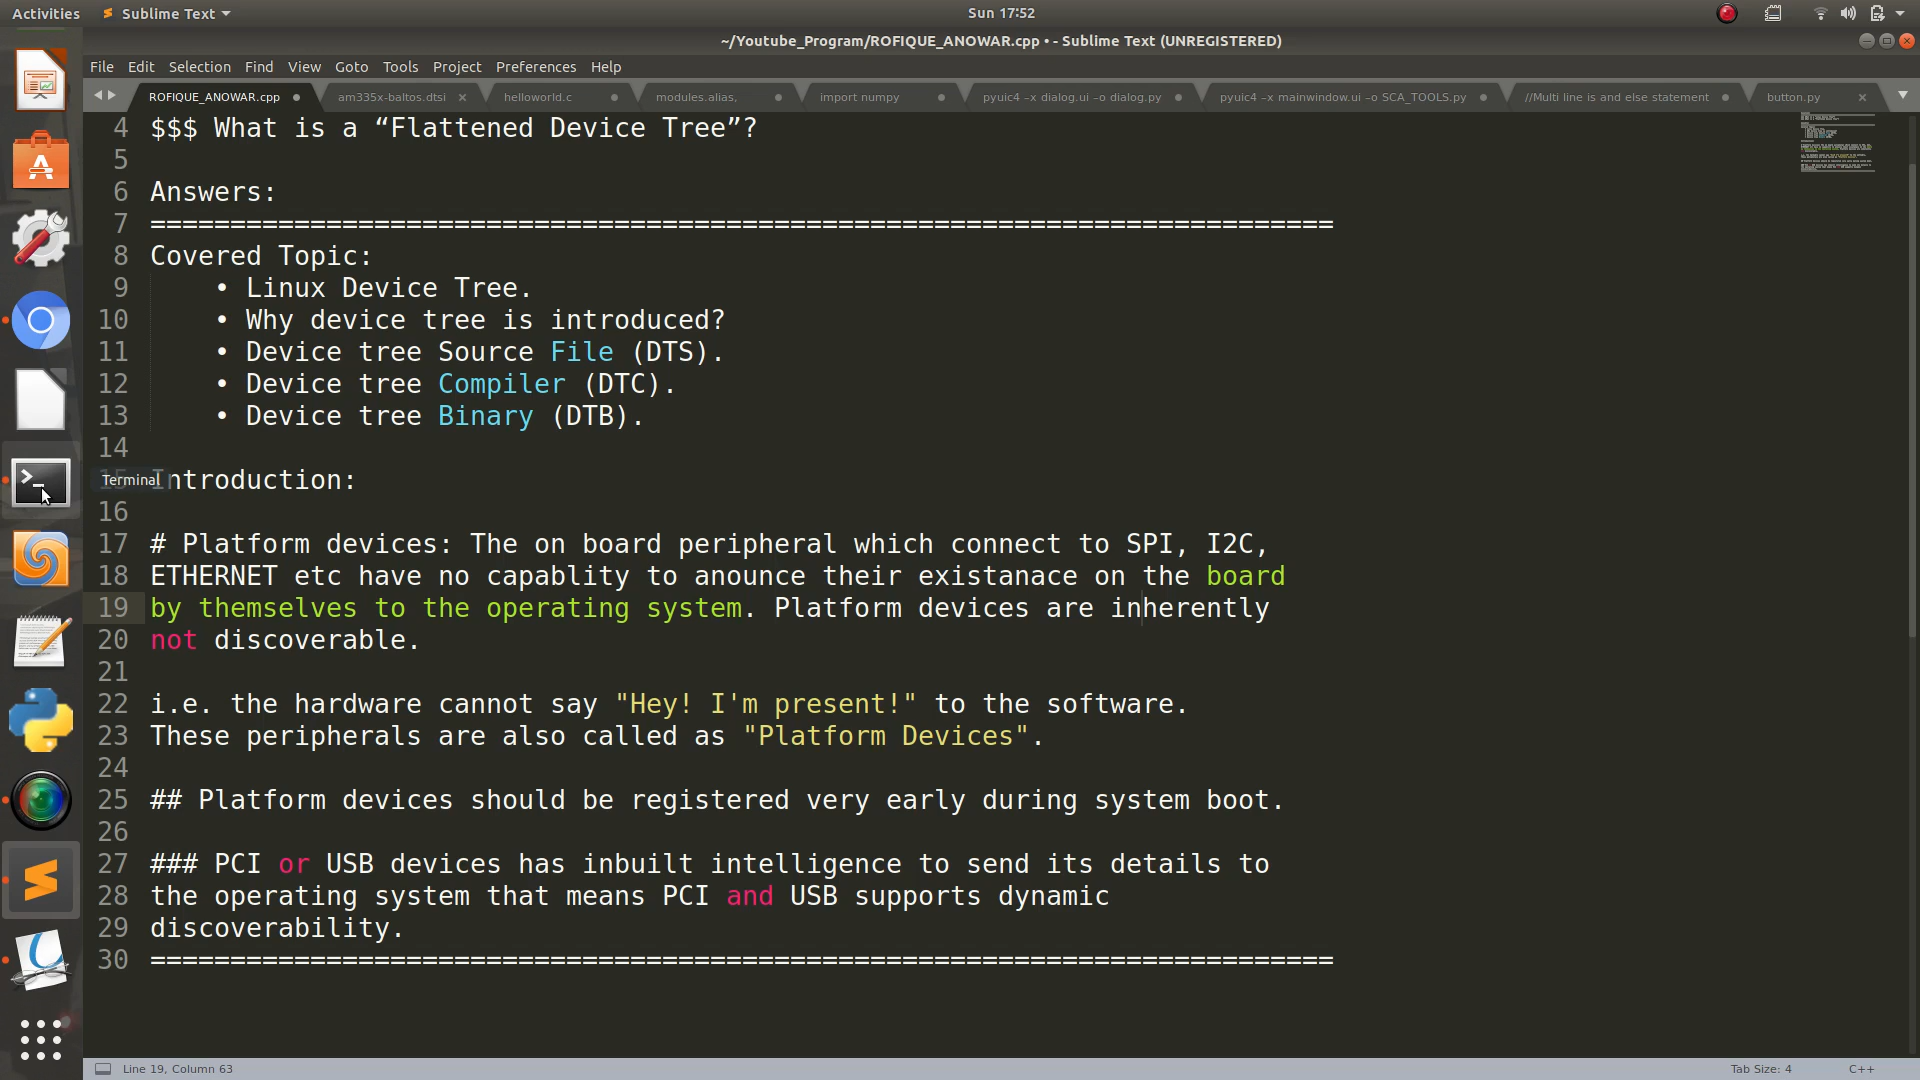 Activities
Sublime Text
Sun 17:52
~/Youtube_Program/ROFIQUE_ANOWAR.cpp • - Sublime Text (UNREGISTERED)
File Edit Selection Find View Goto Tools Project Preferences Help
ROFIQUE_ANOWAR.cpp am335x-baltos.dtsi helloworld.c modules.alias, import numpy pyuic4 -x dialog.ui -o dialog.py pyuic4 -x mainwindow.ui -o SCA_TOOLS.py //Multi line is and else statement button.py
4 $$$ What is a “Flattened Device Tree”?
5
6 Answers:
7 ==========================================================================
8 Covered Topic:
9 • Linux Device Tree.
10 • Why device tree is introduced?
11 • Device tree Source File (DTS).
12 • Device tree Compiler (DTC).
13 • Device tree Binary (DTB).
14
Terminal
15 Introduction:
16
17 # Platform devices: The on board peripheral which connect to SPI, I2C,
18 ETHERNET etc have no capablity to anounce their existanace on the board
19 by themselves to the operating system. Platform devices are inherently
20 not discoverable.
21
22 i.e. the hardware cannot say "Hey! I'm present!" to the software.
23 These peripherals are also called as "Platform Devices".
24
25 ## Platform devices should be registered very early during system boot.
26
27 ### PCI or USB devices has inbuilt intelligence to send its details to
28 the operating system that means PCI and USB supports dynamic
29 discoverability.
30 ==========================================================================
Line 19, Column 63
Tab Size: 4
C++